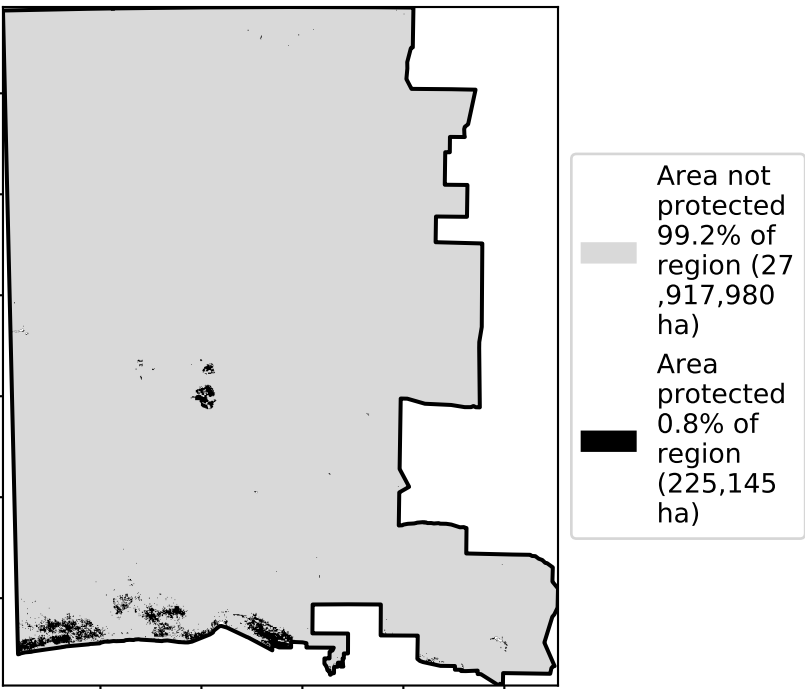 Area not
protected
99.2% of
region (27
,917,980
ha)
Area
protected
0.8% of
region
(225,145
ha)